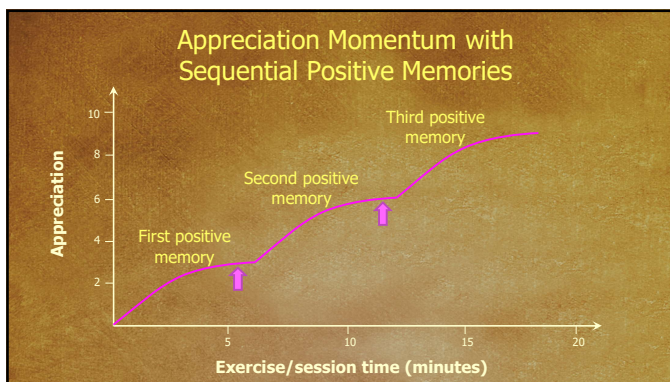 Appreciation Momentum with
Sequential Positive Memories
10
8
6
4
2
Appreciation
Third positive
memory
Second positive
memory
First positive
memory
5
10
15
20
Exercise/session time (minutes)